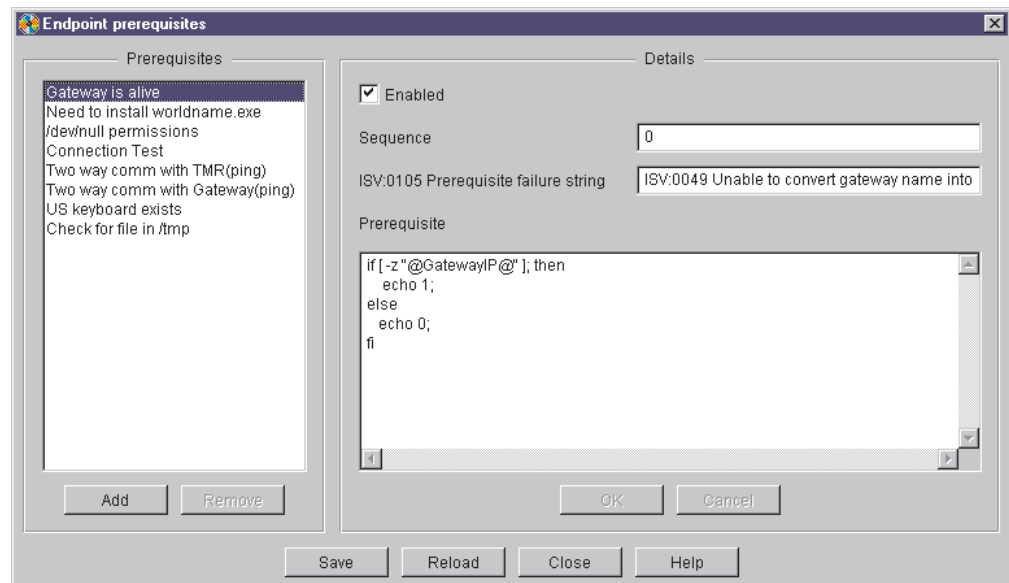 Endpoint prerequisites
Prerequisites
Gateway is alive
Need to install worldname.exe
/dev/null permissions
Connection Test
Two way comm with TMR(ping)
Two way comm with Gateway(ping)
US keyboard exists
Check for file in /tmp
Add
Remove
Details
Enabled
Sequence
0
ISV:0105 Prerequisite failure string
ISV:0049 Unable to convert gateway name into
Prerequisite
if [ -z "@GatewayIP@" ]; then
echo 1;
else
echo 0;
fi
OK
Cancel
Save
Reload
Close
Help